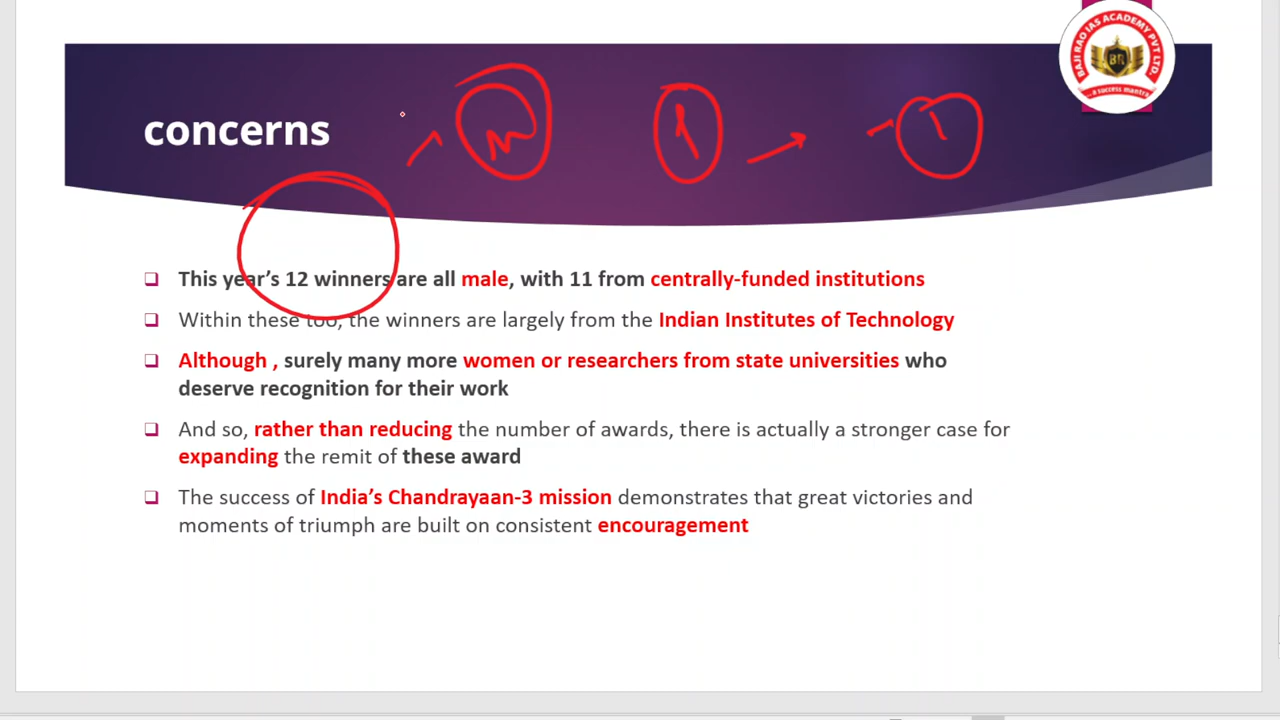 BAJI RAO IAS ACADEMY PVT LTD.
BR
...a success mantra
concerns
m
1
1
This year's 12 winners are all male, with 11 from centrally-funded institutions
Within these too, the winners are largely from the Indian Institutes of Technology
Although , surely many more women or researchers from state universities who
deserve recognition for their work
And so, rather than reducing the number of awards, there is actually a stronger case for
expanding the remit of these award
The success of India's Chandrayaan-3 mission demonstrates that great victories and
moments of triumph are built on consistent encouragement